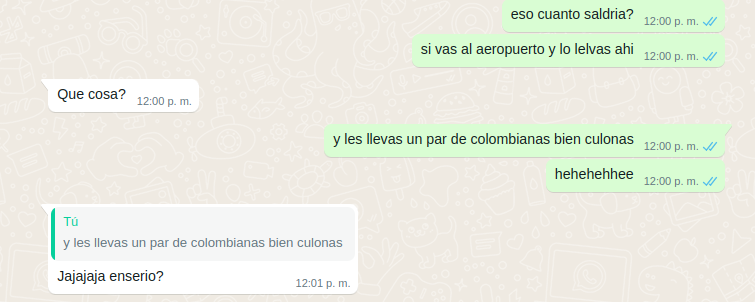 eso cuanto saldria?
12:00 p. m.
si vas al aeropuerto y lo lelvas ahi
12:00 p. m.
Que cosa?
12:00 p. m.
y les llevas un par de colombianas bien culonas
12:00 p. m.
hehehehhee
12:00 p. m.
Tú
y les llevas un par de colombianas bien culonas
Jajajaja enserio?
12:01 p. m.